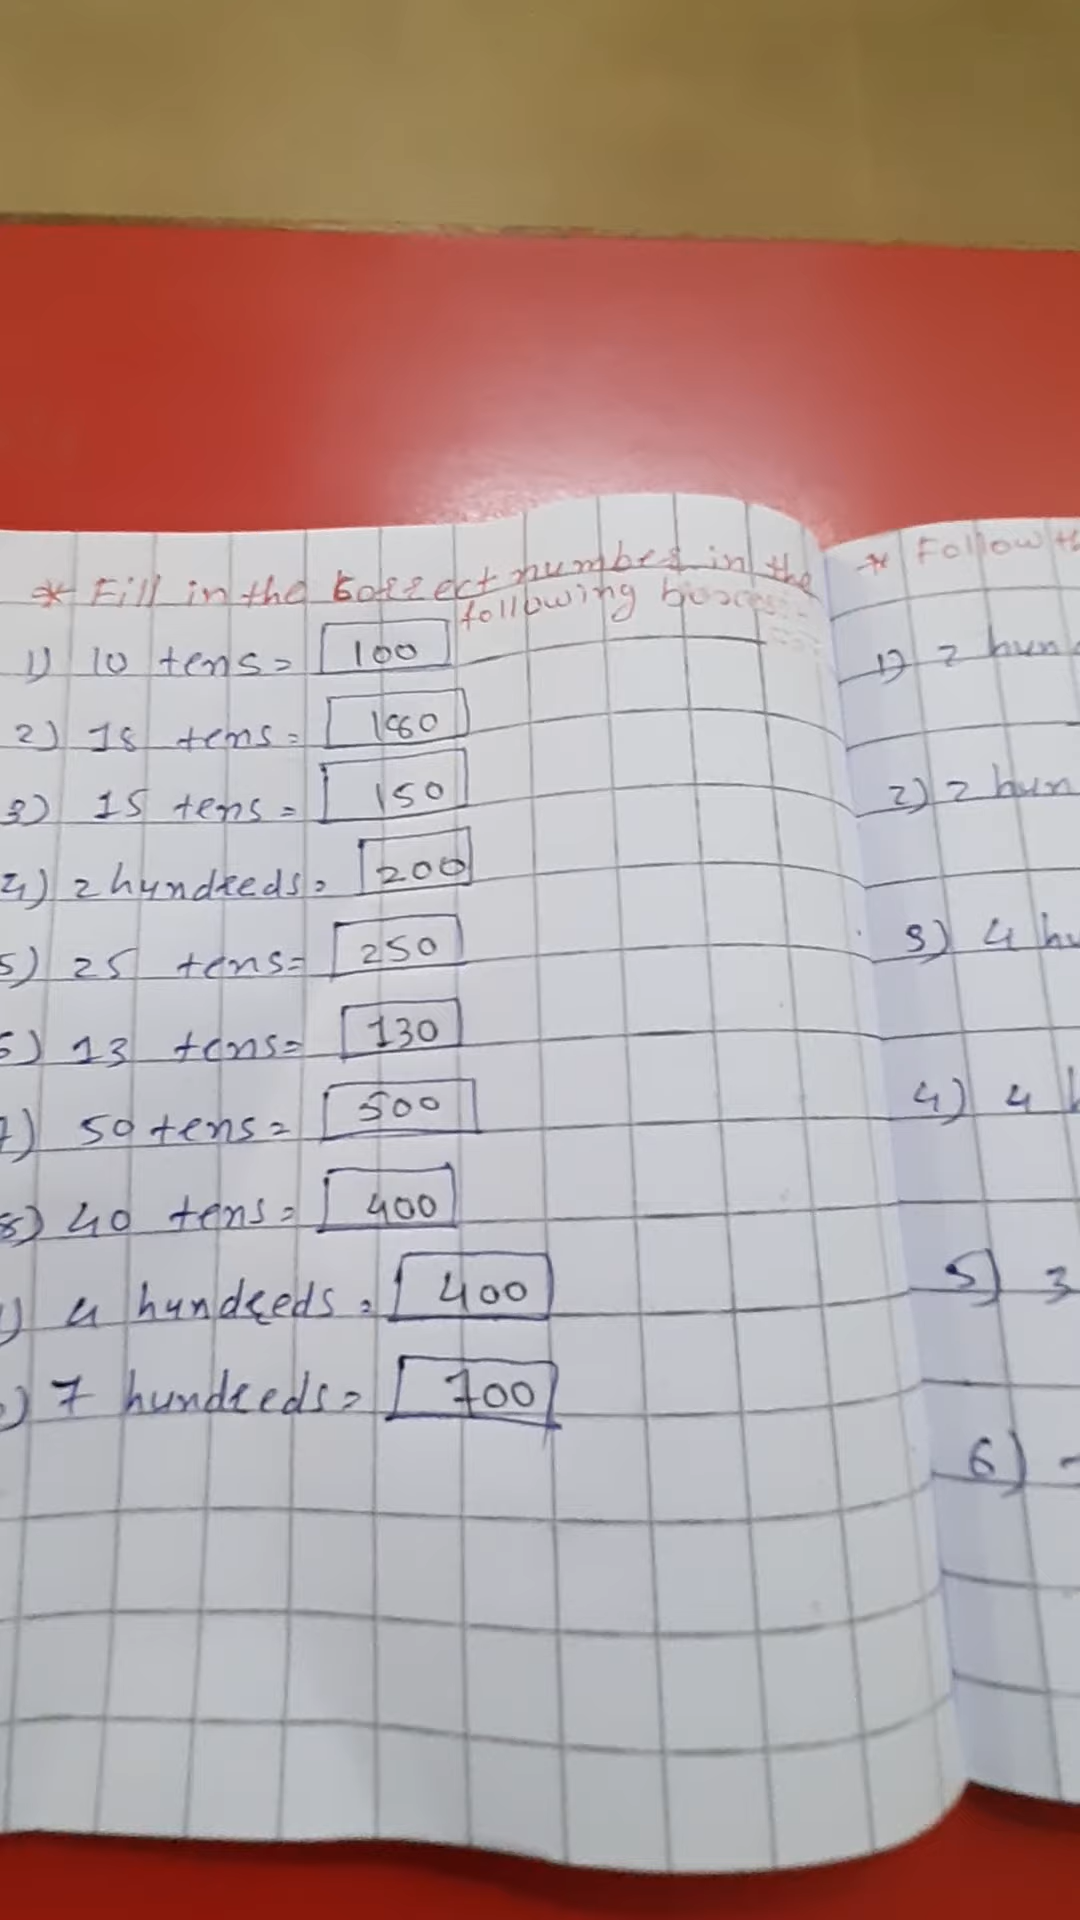 * Fill in the correct number in the
following boxes:-
1) 10 tens = 100
2) 18 tens = 180
3) 15 tens = 150
4) 2 hundreds = 200
5) 25 tens = 250
6) 13 tens = 130
7) 50 tens = 500
8) 40 tens = 400
) 4 hundreds = 400
) 7 hundreds = 700
* Follow th
1) 2 hun
2) 2 hun
3) 4 hu
4) 4 h
5) 3
6)